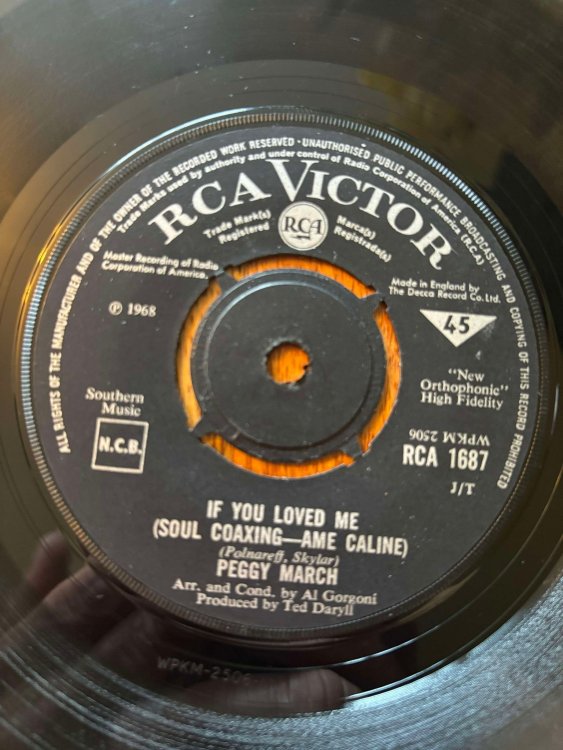 ALL RIGHTS OF THE MANUFACTURER AND OF THE OWNER OF THE RECORDED WORK RESERVED · UNAUTHORISED PUBLIC PERFORMANCE BROADCASTING AND COPYING OF THIS RECORD PROHIBITED
Trade Marks used by authority and under control of Radio Corporation of America (R.C.A.)
RCA VICTOR
Trade Mark(s)
Registered
RCA
Marca(s)
Registrada(s)
Master Recording of Radio
Corporation of America.
Made in England by
The Decca Record Co. Ltd.
℗ 1968
45
"New
Orthophonic"
High Fidelity
Southern
Music
N.C.B.
WPKM 2506
RCA 1687
J/T
IF YOU LOVED ME
(SOUL COAXING—AME CALINE)
(Polnareff, Skylar)
PEGGY MARCH
Arr. and Cond. by Al Gorgoni
Produced by Ted Daryll
WPKM-2506